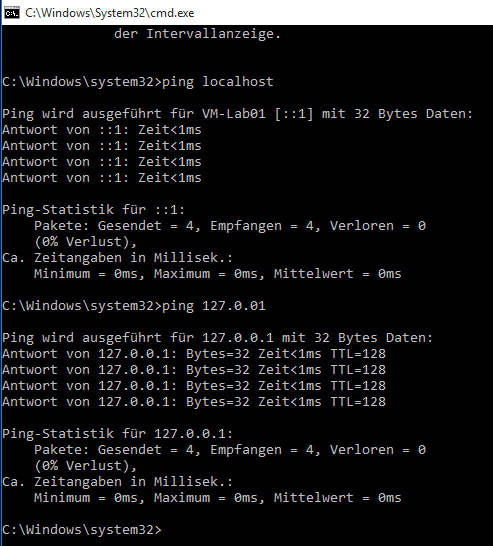 C:\Windows\System32\cmd.exe
der Intervallanzeige.
C:\Windows\system32>ping localhost
Ping wird ausgeführt für VM-Lab01 [::1] mit 32 Bytes Daten:
Antwort von ::1: Zeit<1ms
Antwort von ::1: Zeit<1ms
Antwort von ::1: Zeit<1ms
Antwort von ::1: Zeit<1ms
Ping-Statistik für ::1:
Pakete: Gesendet = 4, Empfangen = 4, Verloren = 0
(0% Verlust),
Ca. Zeitangaben in Millisek.:
Minimum = 0ms, Maximum = 0ms, Mittelwert = 0ms
C:\Windows\system32>ping 127.0.01
Ping wird ausgeführt für 127.0.0.1 mit 32 Bytes Daten:
Antwort von 127.0.0.1: Bytes=32 Zeit<1ms TTL=128
Antwort von 127.0.0.1: Bytes=32 Zeit<1ms TTL=128
Antwort von 127.0.0.1: Bytes=32 Zeit<1ms TTL=128
Antwort von 127.0.0.1: Bytes=32 Zeit<1ms TTL=128
Ping-Statistik für 127.0.0.1:
Pakete: Gesendet = 4, Empfangen = 4, Verloren = 0
(0% Verlust),
Ca. Zeitangaben in Millisek.:
Minimum = 0ms, Maximum = 0ms, Mittelwert = 0ms
C:\Windows\system32>